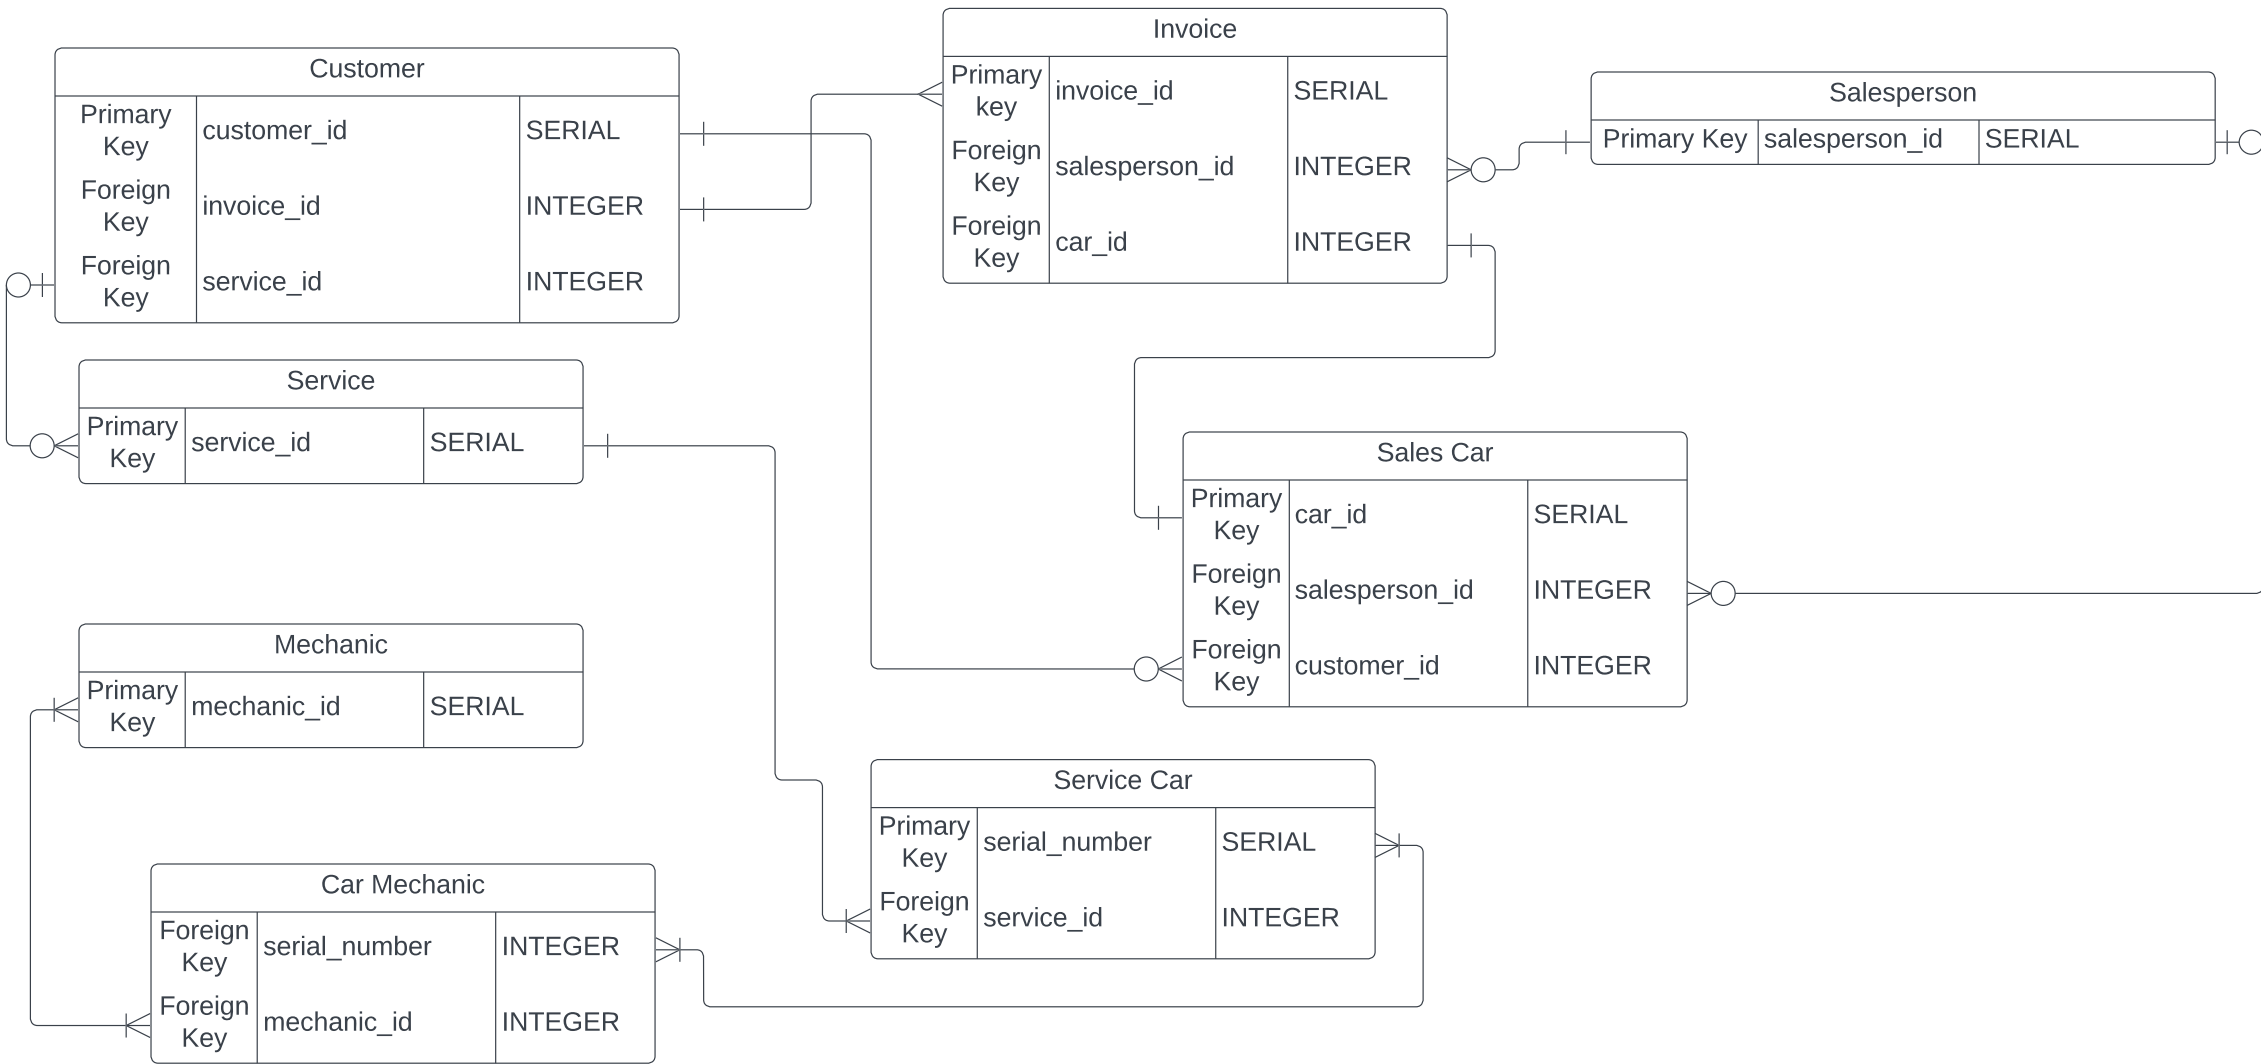 Customer
Primary
Key
customer_id
SERIAL
Foreign
Key
invoice_id
INTEGER
Foreign
Key
service_id
INTEGER
Invoice
Primary
key
invoice_id
SERIAL
Foreign
Key
salesperson_id
INTEGER
Foreign
Key
car_id
INTEGER
Salesperson
Primary Key
salesperson_id
SERIAL
Service
Primary
Key
service_id
SERIAL
Sales Car
Primary
Key
car_id
SERIAL
Foreign
Key
salesperson_id
INTEGER
Foreign
Key
customer_id
INTEGER
Mechanic
Primary
Key
mechanic_id
SERIAL
Service Car
Primary
Key
serial_number
SERIAL
Foreign
Key
service_id
INTEGER
Car Mechanic
Foreign
Key
serial_number
INTEGER
Foreign
Key
mechanic_id
INTEGER